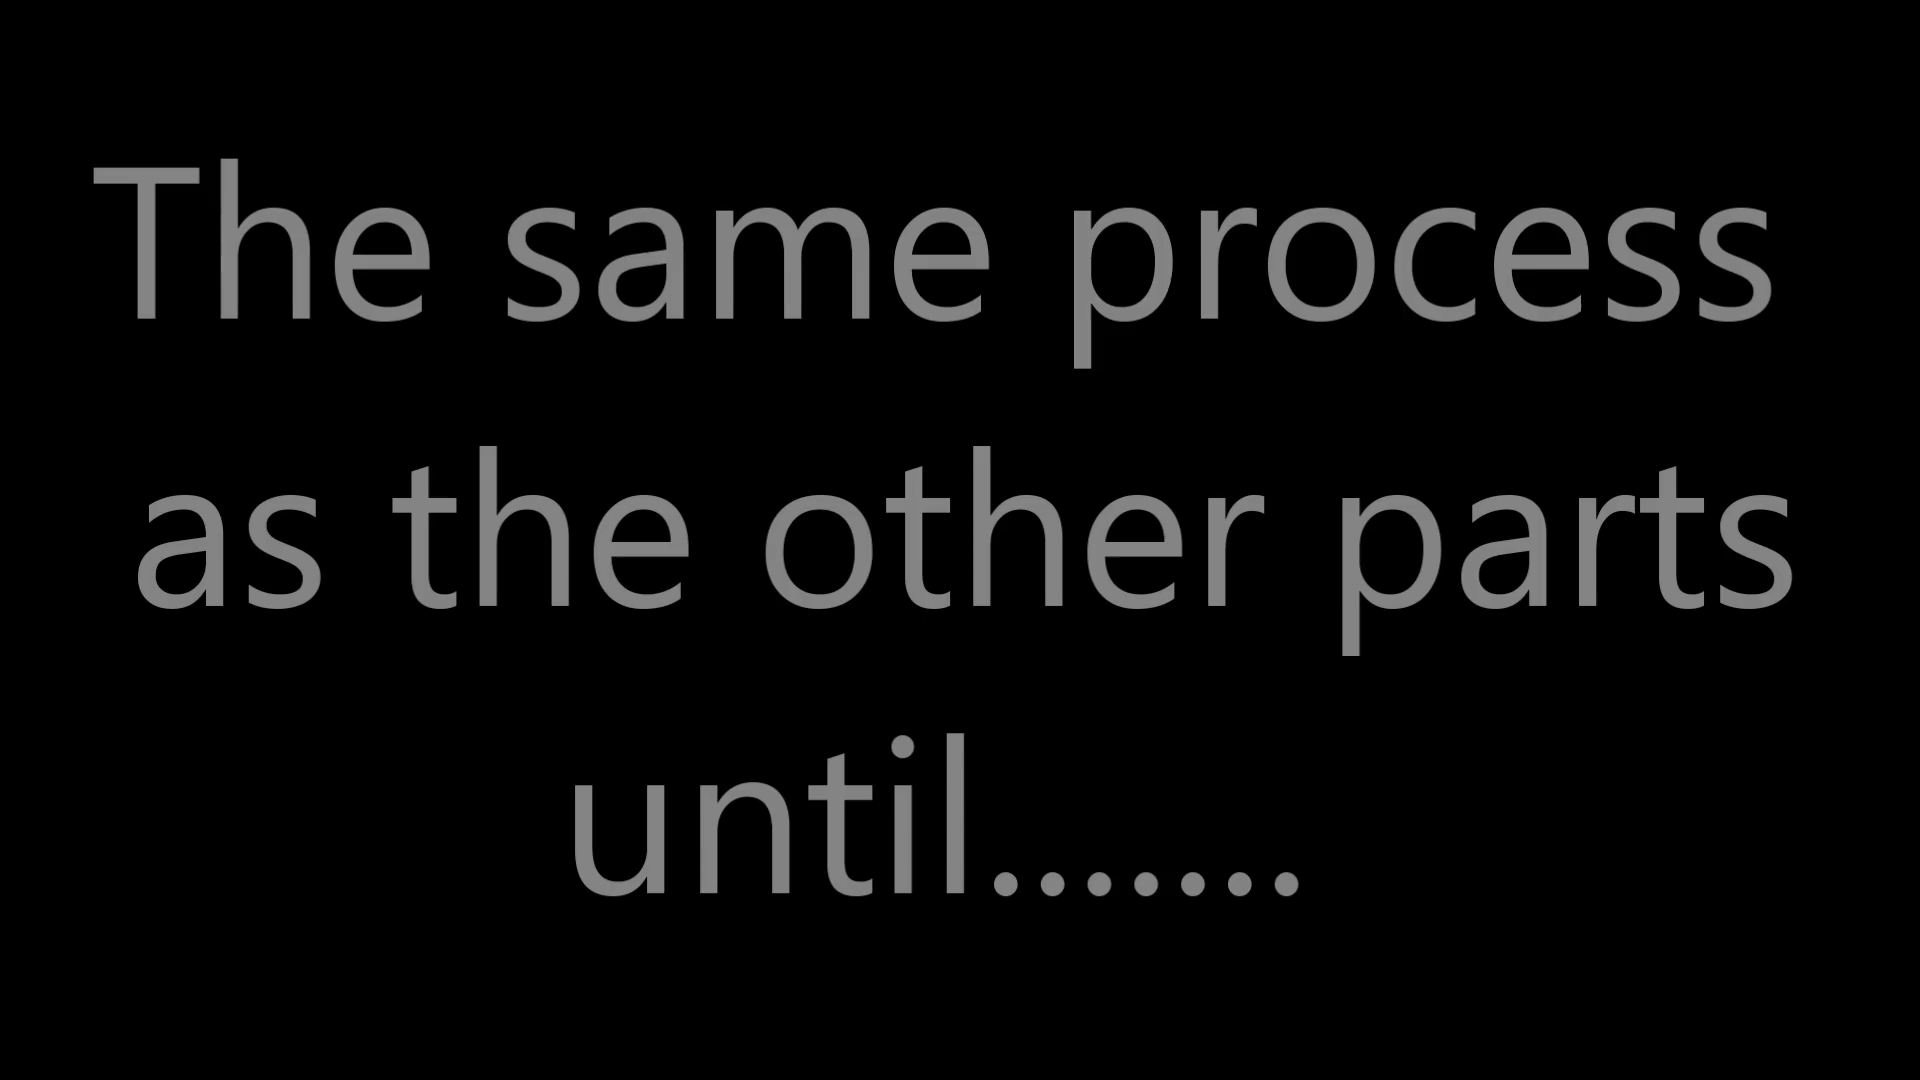 The same process
as the other parts
until.......